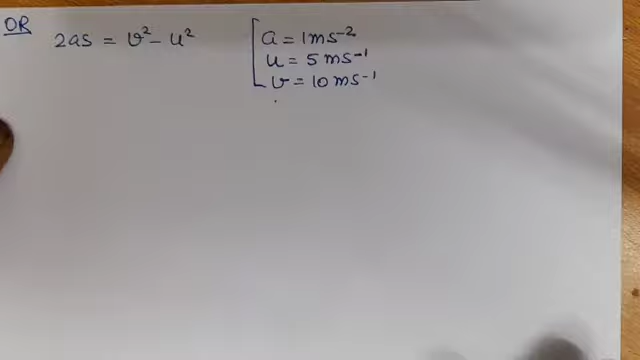 OR
2as = v² - u²
a = 1ms⁻²
u = 5 ms⁻¹
v = 10 ms⁻¹